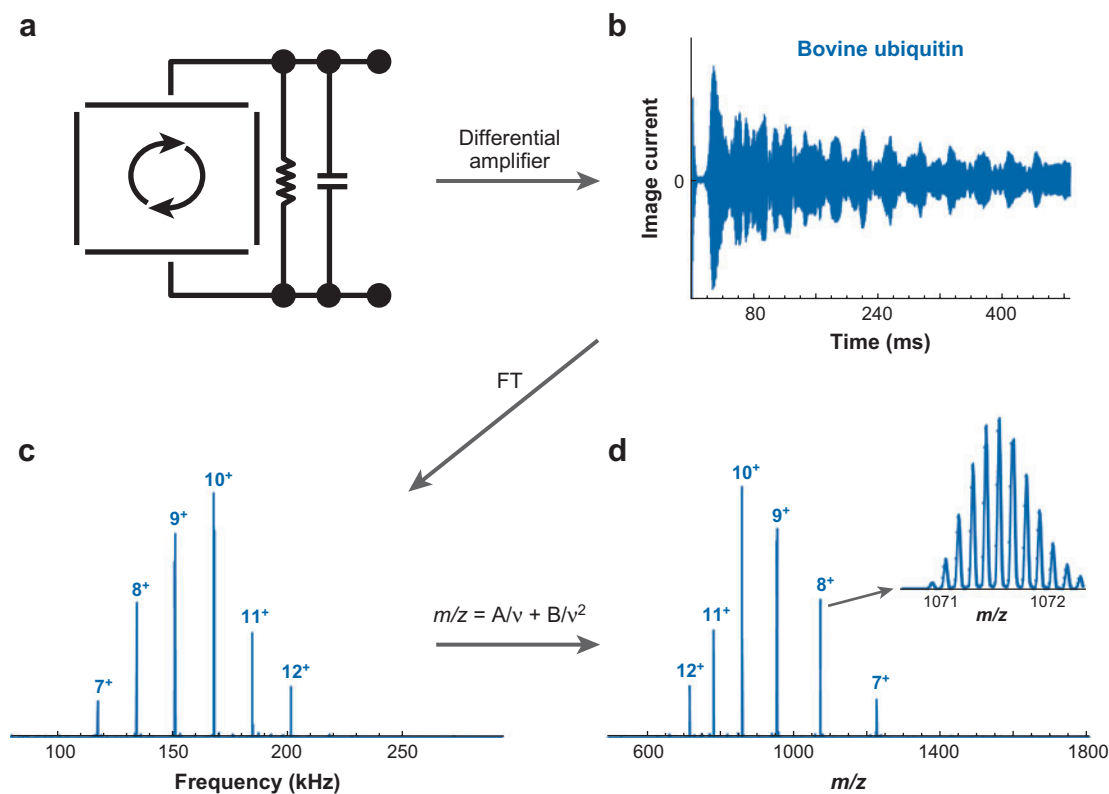 a
Differential
amplifier
b
Bovine ubiquitin
Image current
0
80
240
400
Time (ms)
FT
c
7⁺
8⁺
9⁺
10⁺
11⁺
12⁺
100
150
200
250
Frequency (kHz)
m/z = A/ν + B/ν²
d
12⁺
11⁺
10⁺
9⁺
8⁺
7⁺
1071
1072
m/z
600
1000
1400
1800
m/z